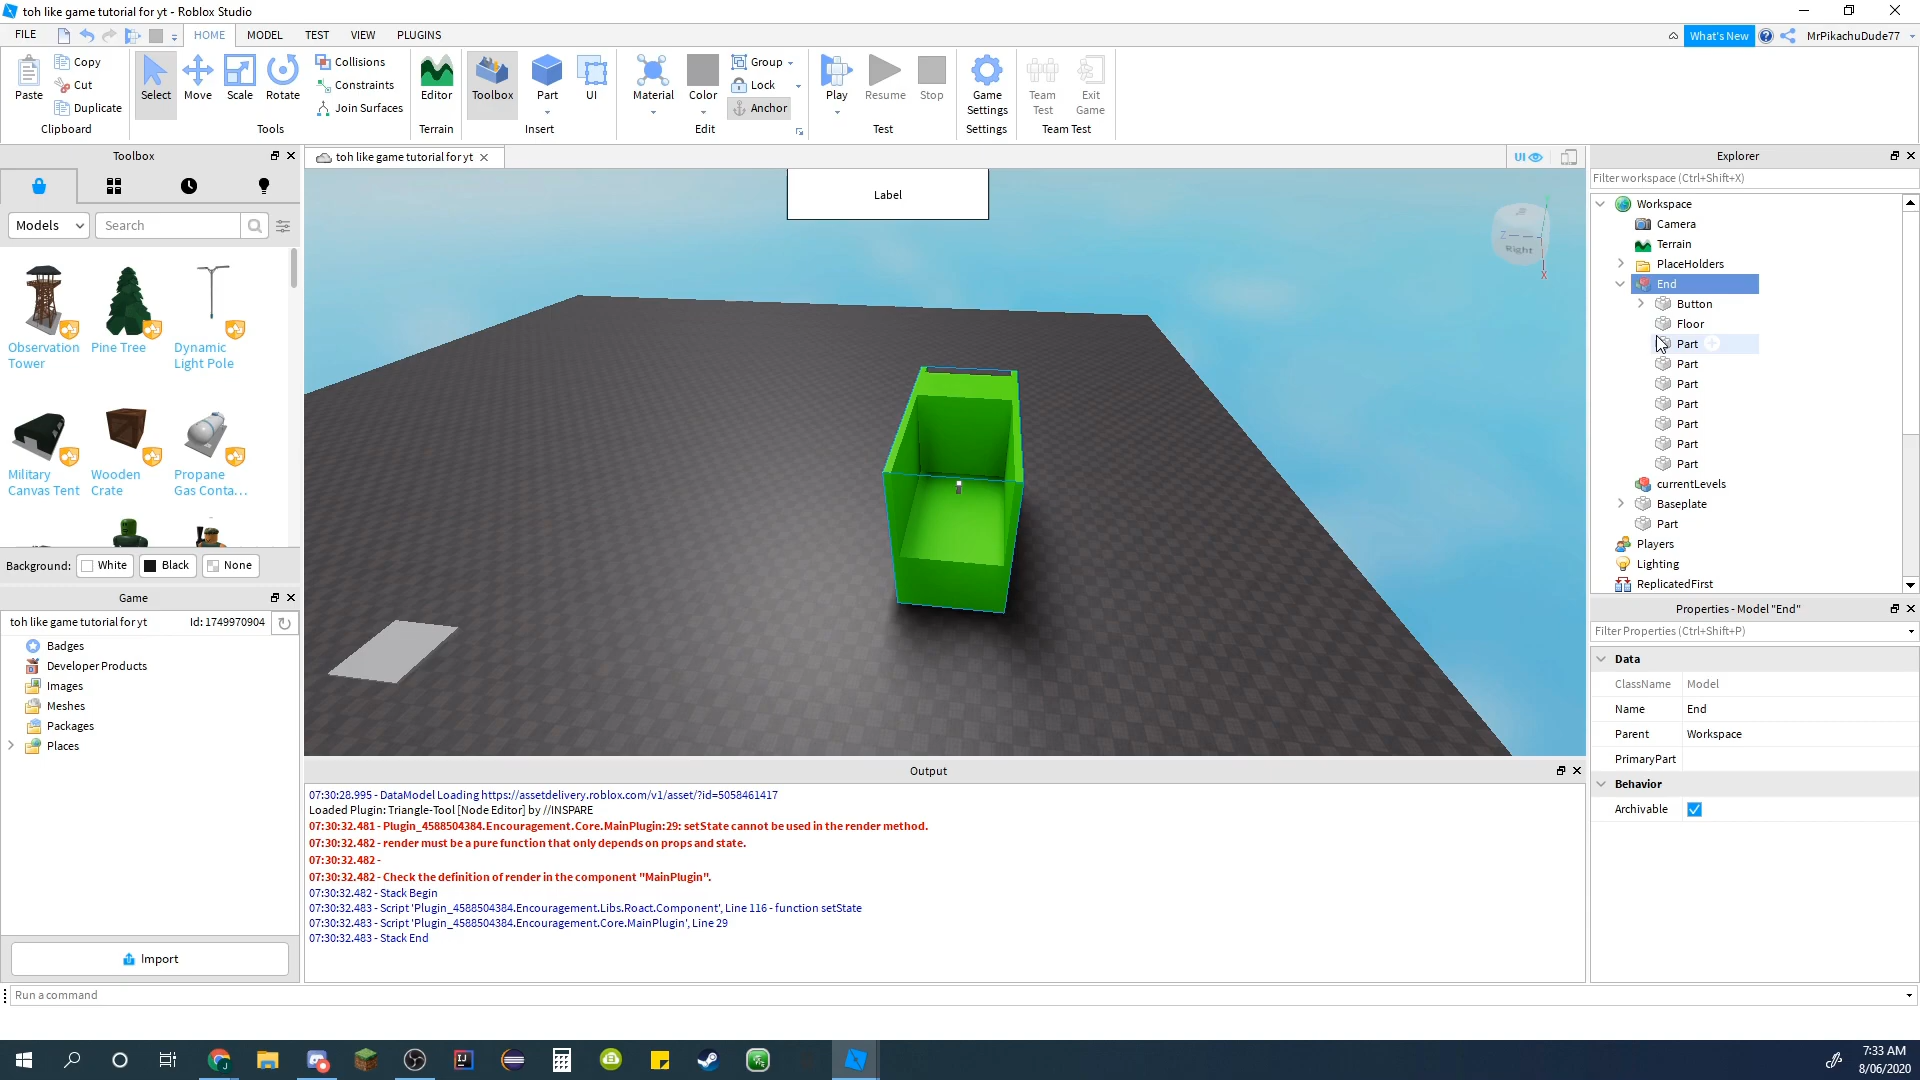 toh like game tutorial for yt - Roblox Studio
FILE
HOME
MODEL
TEST
VIEW
PLUGINS
What's New
MrPikachuDude77
Paste
Copy
Cut
Duplicate
Clipboard
Select
Move
Scale
Rotate
Collisions
Constraints
Join Surfaces
Tools
Editor
Terrain
Toolbox
Part
UI
Insert
Material
Color
Group
Lock
Anchor
Edit
Play
Resume
Stop
Test
Game
Settings
Settings
Team
Test
Exit
Game
Team Test
Toolbox
Models
Search
Observation
Tower
Pine Tree
Dynamic
Light Pole
Military
Canvas Tent
Wooden
Crate
Propane
Gas Conta...
Background:
White
Black
None
Game
toh like game tutorial for yt
Id: 1749970904
Badges
Developer Products
Images
Meshes
Packages
Places
Import
toh like game tutorial for yt
UI
Label
Z
Right
X
Output
07:30:28.995 - DataModel Loading https://assetdelivery.roblox.com/v1/asset/?id=5058461417
Loaded Plugin: Triangle-Tool [Node Editor] by //INSPARE
07:30:32.481 - Plugin_4588504384.Encouragement.Core.MainPlugin:29: setState cannot be used in the render method.
07:30:32.482 - render must be a pure function that only depends on props and state.
07:30:32.482 -
07:30:32.482 - Check the definition of render in the component "MainPlugin".
07:30:32.482 - Stack Begin
07:30:32.483 - Script 'Plugin_4588504384.Encouragement.Libs.Roact.Component', Line 116 - function setState
07:30:32.483 - Script 'Plugin_4588504384.Encouragement.Core.MainPlugin', Line 29
07:30:32.483 - Stack End
Explorer
Filter workspace (Ctrl+Shift+X)
Workspace
Camera
Terrain
PlaceHolders
End
Button
Floor
Part
Part
Part
Part
Part
Part
Part
currentLevels
Baseplate
Part
Players
Lighting
ReplicatedFirst
Properties - Model "End"
Filter Properties (Ctrl+Shift+P)
Data
ClassName Model
Name End
Parent Workspace
PrimaryPart
Behavior
Archivable
Run a command
7:33 AM
8/06/2020